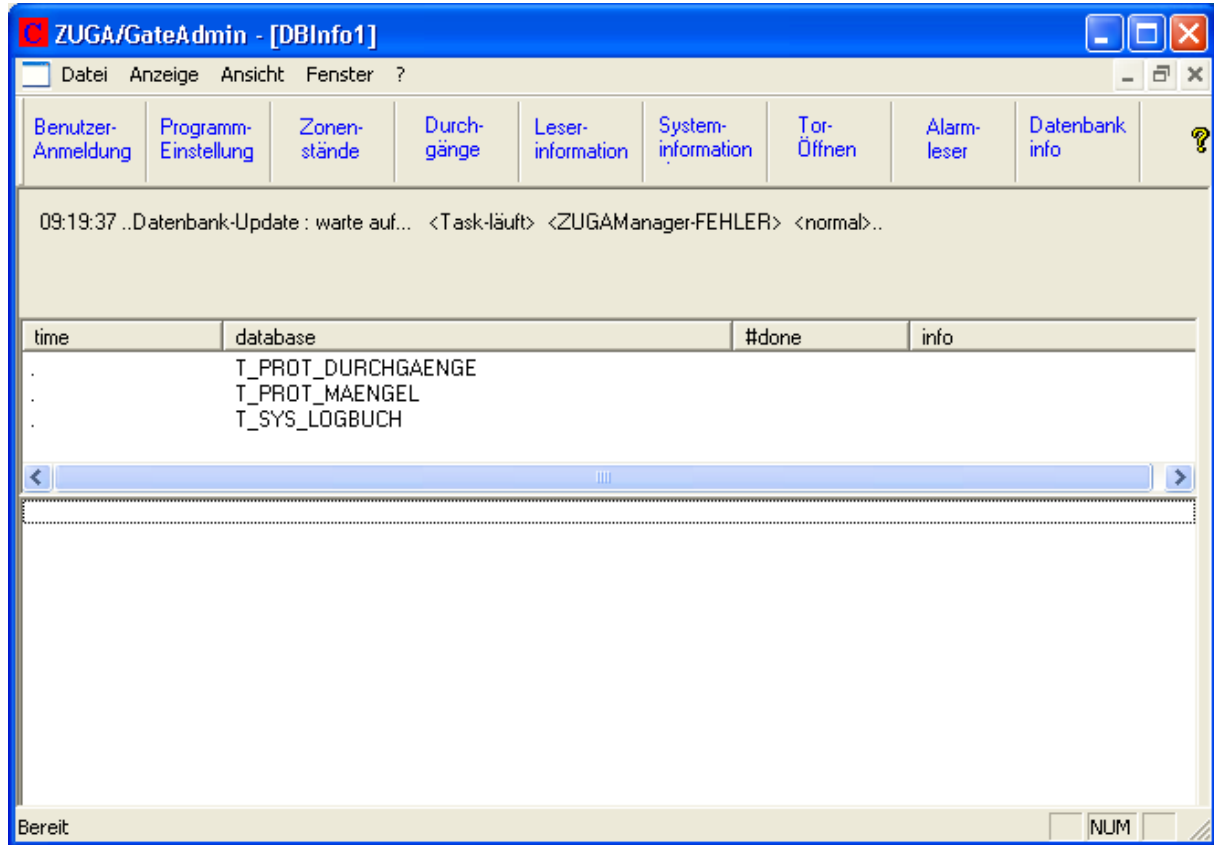 C ZUGA/GateAdmin - [DBInfo1]
Datei Anzeige Ansicht Fenster ?
Benutzer- Programm- Zonen- Durch- Leser- System- Tor- Alarm- Datenbank
Anmeldung Einstellung stände gänge information information Öffnen leser info ?
09:19:37 ..Datenbank-Update : warte auf... <Task-läuft> <ZUGAManager-FEHLER> <normal>..
time database #done info
. T_PROT_DURCHGAENGE
. T_PROT_MAENGEL
. T_SYS_LOGBUCH
Bereit NUM